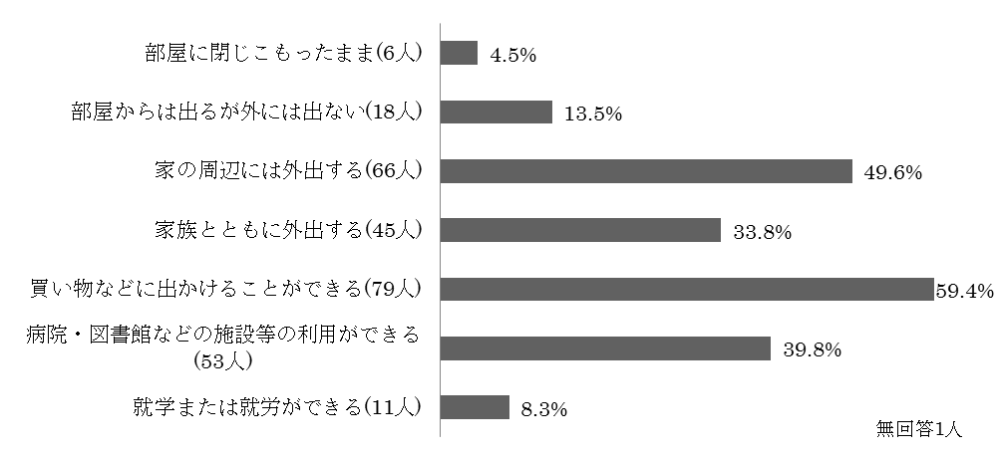 部屋に閉じこもったまま(6人) 4.5%
部屋からは出るが外には出ない(18人) 13.5%
家の周辺には外出する(66人) 49.6%
家族とともに外出する(45人) 33.8%
買い物などに出かけることができる(79人) 59.4%
病院・図書館などの施設等の利用ができる
(53人) 39.8%
就学または就労ができる(11人) 8.3%
無回答1人